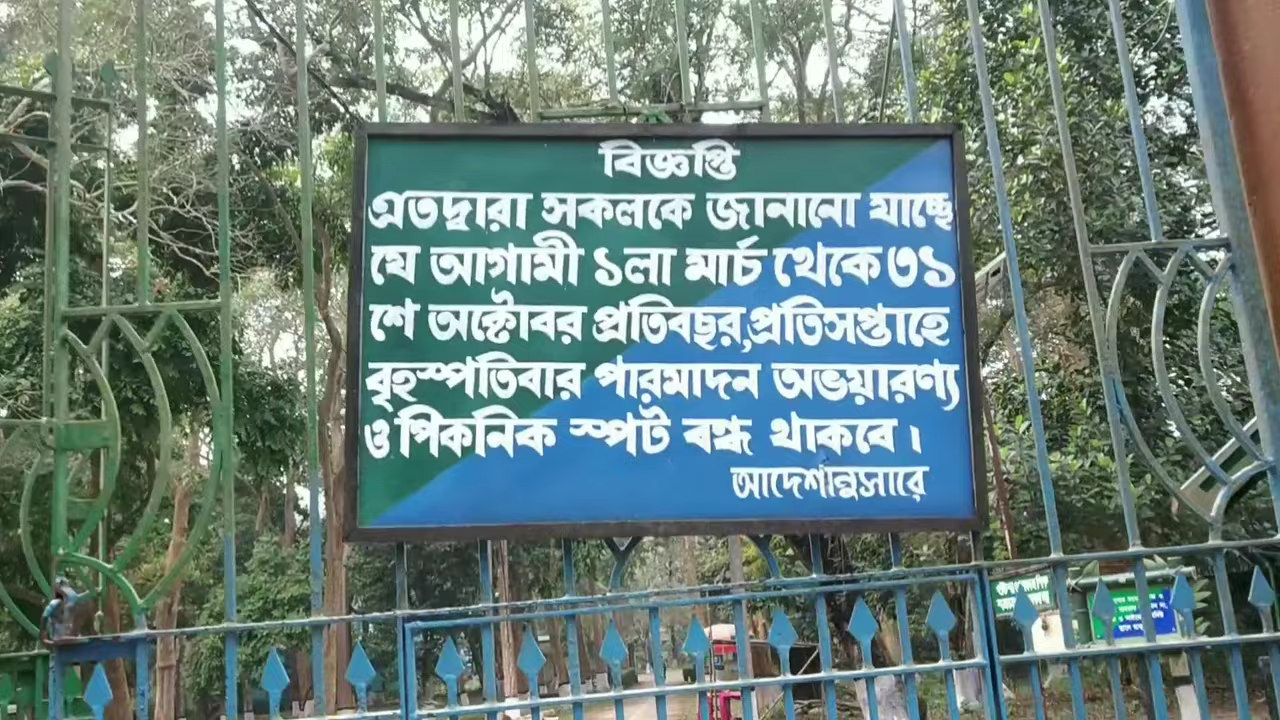 বিজ্ঞপ্তি
এতদ্বারা সকলকে জানানো যাচ্ছে
যে আগামী ১লা মার্চ থেকে ৩১
শে অক্টোবর প্রতিবছর,প্রতিসপ্তাহে
বৃহস্পতিবার পারমাদন অভয়ারণ্য
ও পিকনিক স্পট বন্ধ থাকবে।
আদেশানুসারে